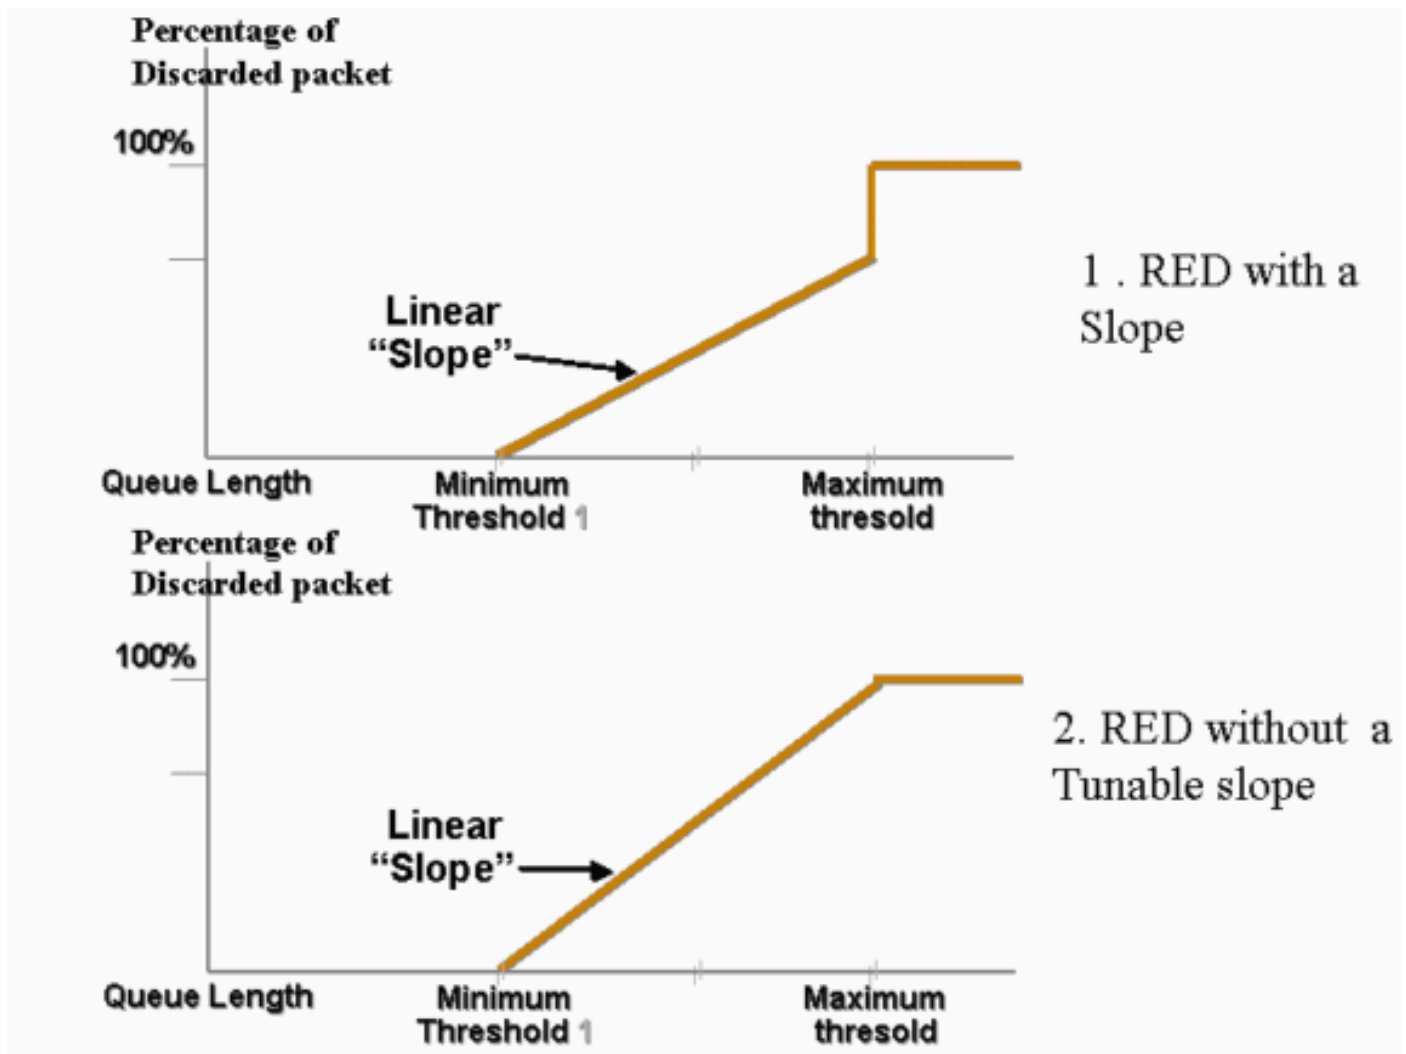 Percentage of
Discarded packet
100%
Linear
“Slope”
1 . RED with a
Slope
Queue Length
Minimum
Threshold 1
Maximum
thresold
Percentage of
Discarded packet
100%
Linear
“Slope”
2. RED without a
Tunable slope
Queue Length
Minimum
Threshold 1
Maximum
thresold